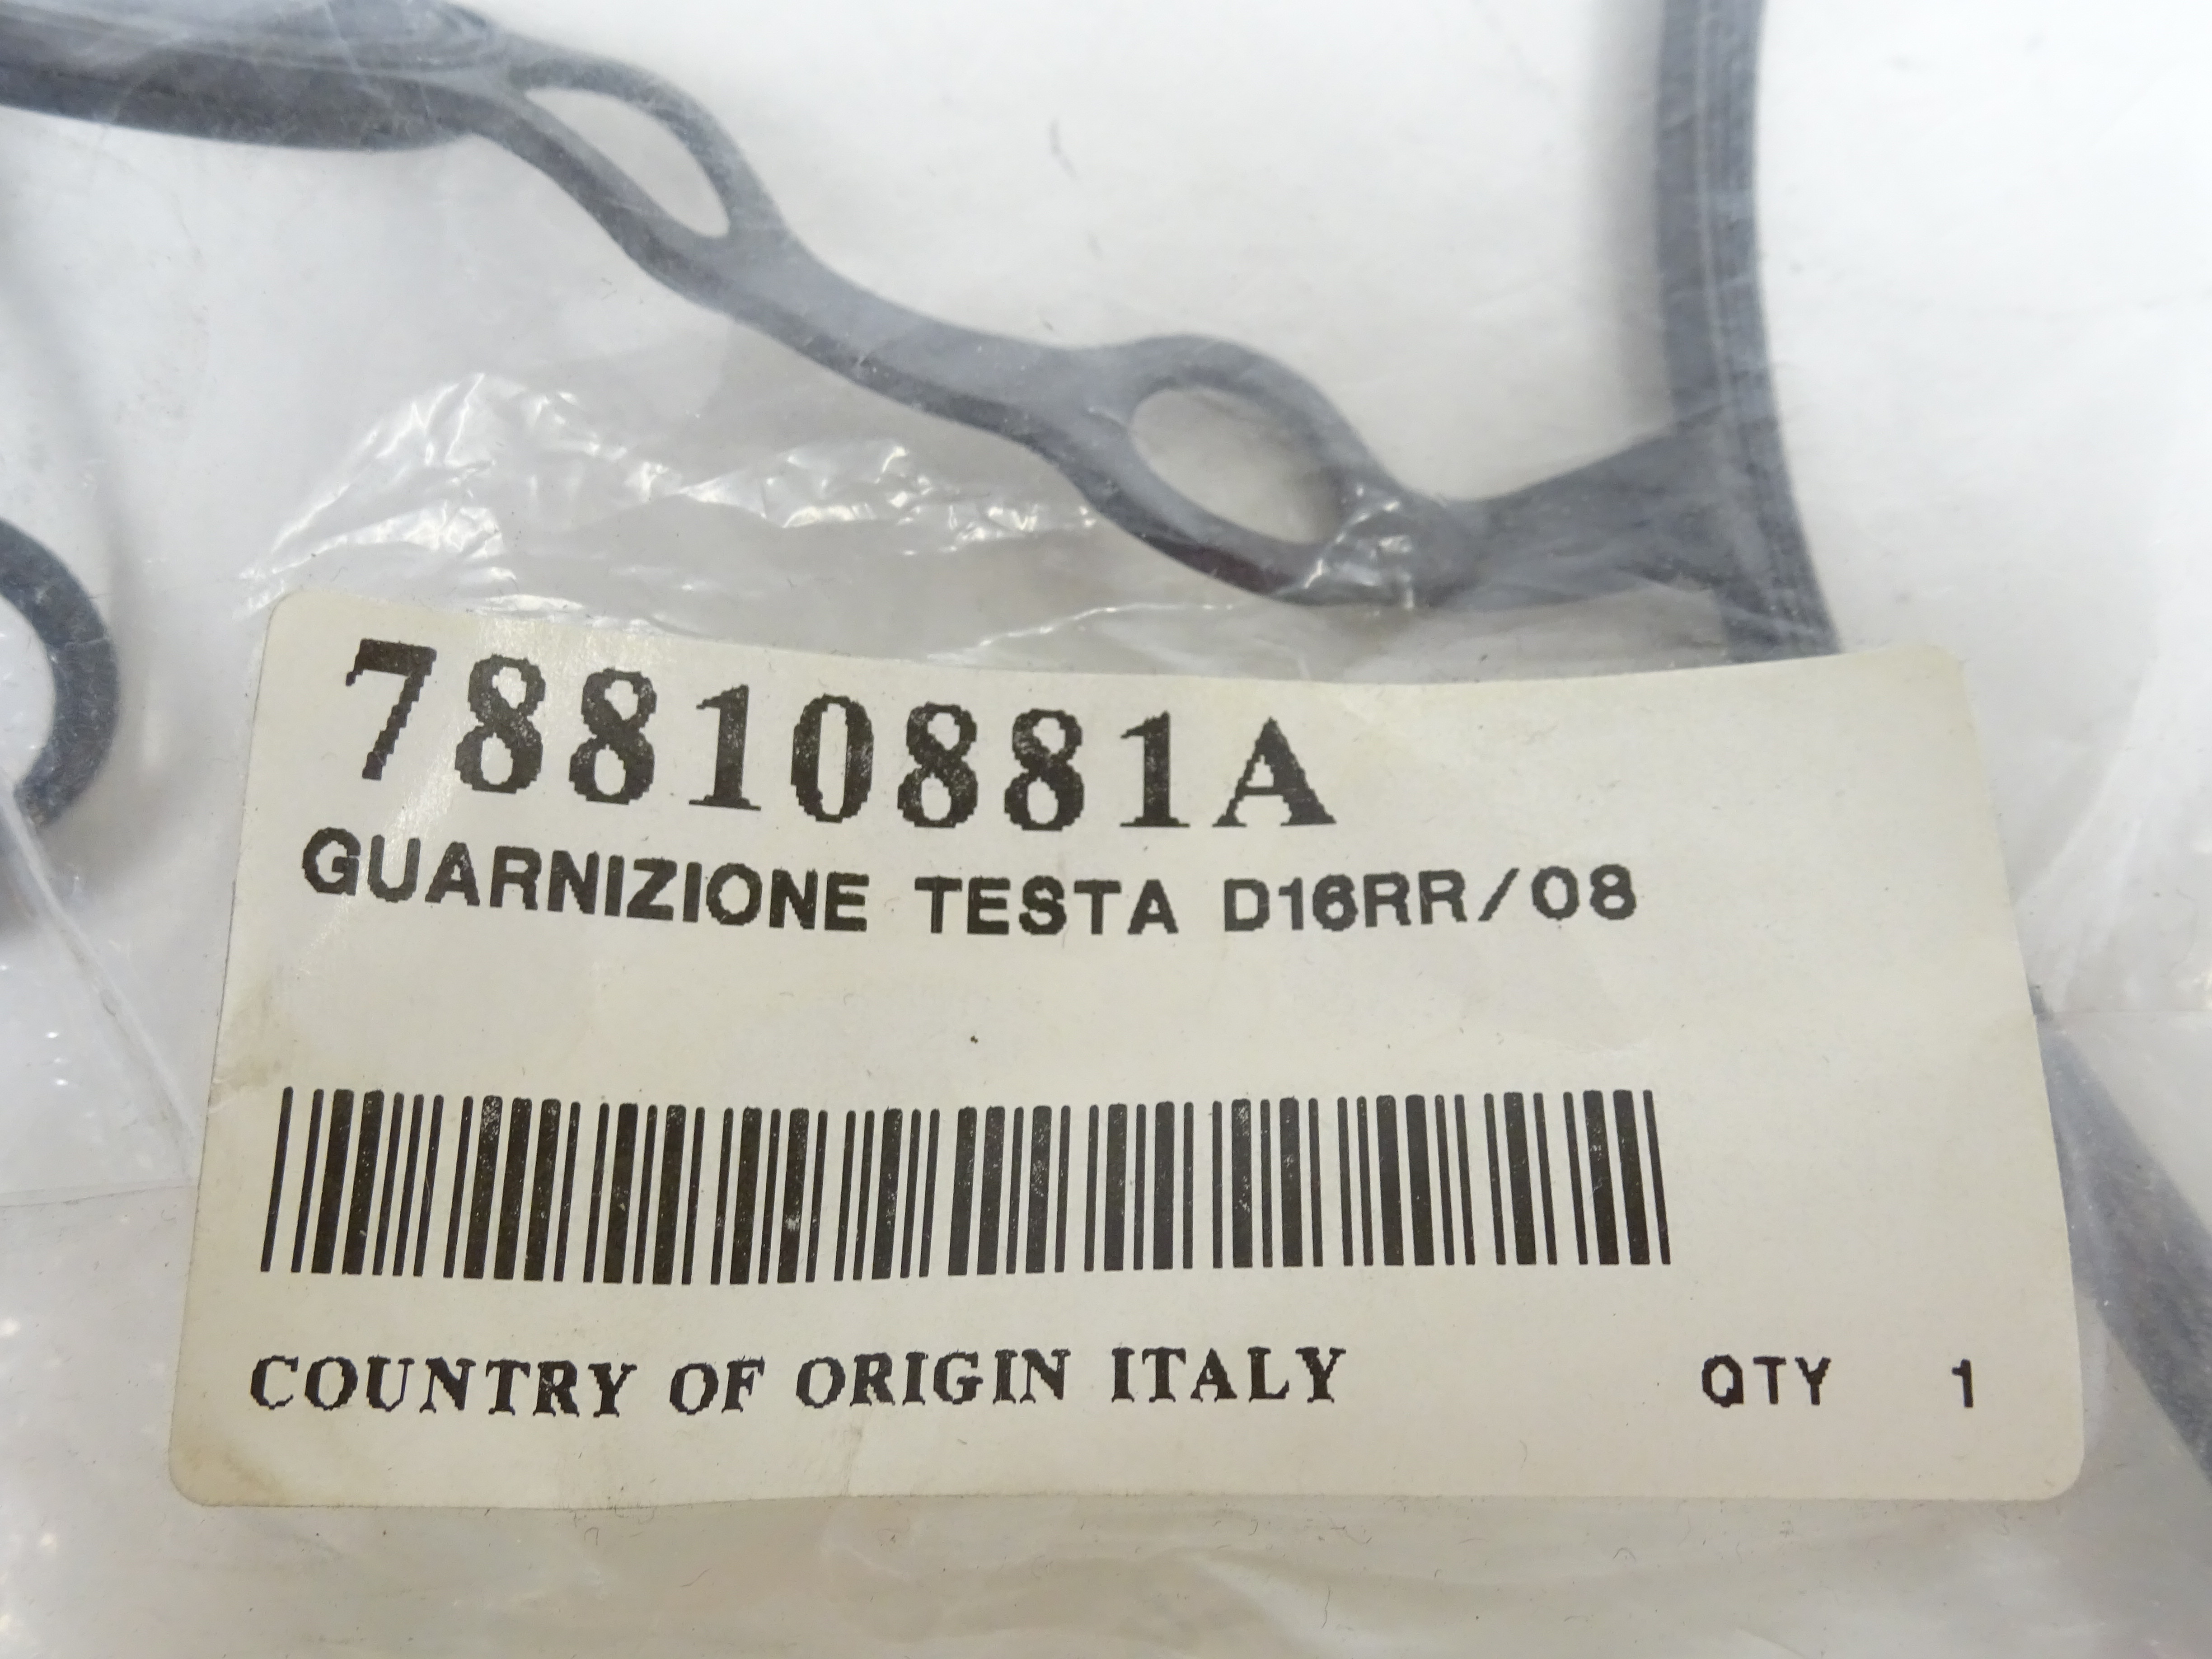 78810881A
GUARNIZIONE TESTA D16RR/08
COUNTRY OF ORIGIN ITALY QTY 1